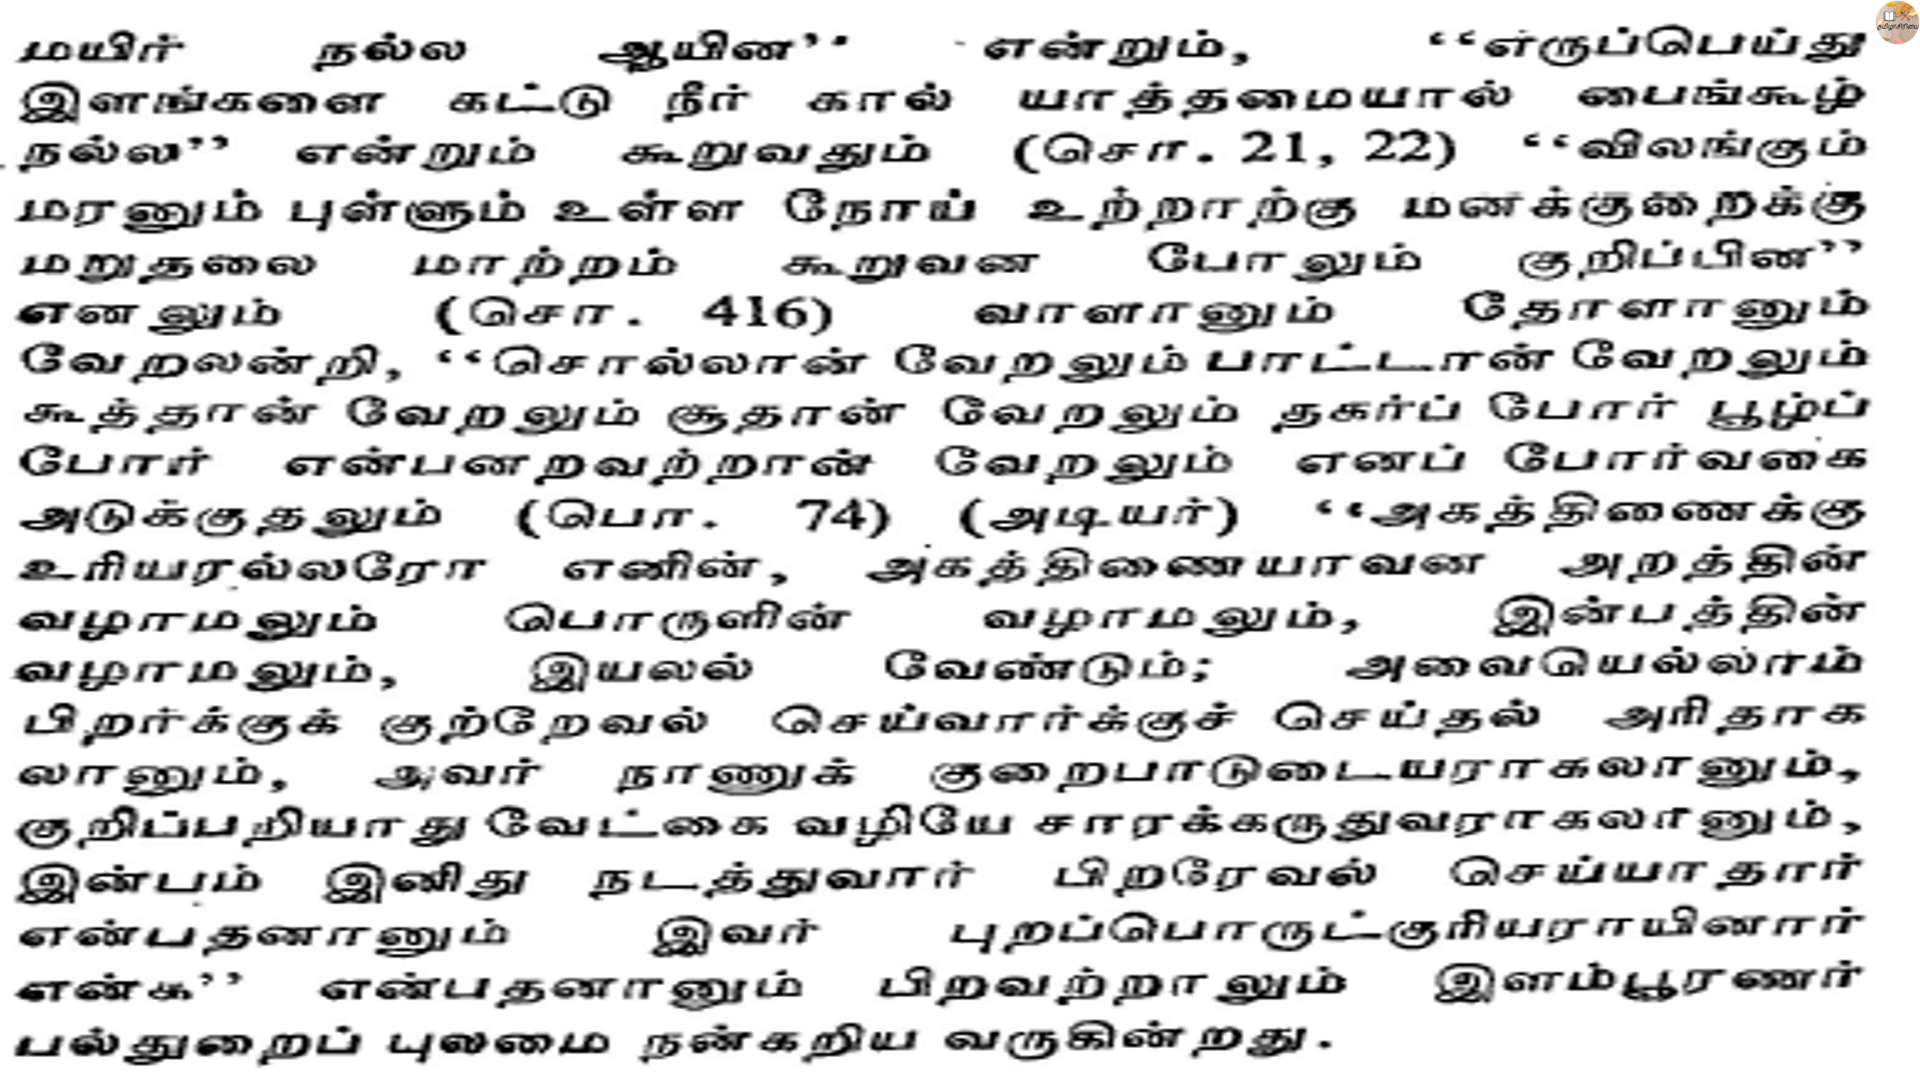 மயிர் நல்ல ஆயின’’ என்றும், ‘‘எருப்பெய்து
இளங்களை கட்டு நீர் கால் யாத்தமையால் பைங்கூழ்
நல்ல’’ என்றும் கூறுவதும் (சொ. 21, 22) ‘‘விலங்கும்
மரனும் புள்ளும் உள்ள நோய் உற்றாற்கு மனக்குறைக்கு
மறுதலை மாற்றம் கூறுவன போலும் குறிப்பின’’
எனலும் (சொ. 416) வாளானும் தோளானும்
வேறலன்றி, ‘‘சொல்லான் வேறலும் பாட்டான் வேறலும்
கூத்தான் வேறலும் சூதான் வேறலும் தகர்ப் போர் பூழ்ப்
போர் என்பனறவற்றான் வேறலும் எனப் போர்வகை
அடுக்குதலும் (பொ. 74) (அடியர்) ‘‘அகத்திணைக்கு
உரியரல்லரோ எனின், அகத்திணையாவன அறத்தின்
வழாமலும் பொருளின் வழாமலும், இன்பத்தின்
வழாமலும், இயலல் வேண்டும்; அவையெல்லாம்
பிறர்க்குக் குற்றேவல் செய்வார்க்குச் செய்தல் அரிதாக
லானும், அவர் நாணுக் குறைபாடுடையராகலானும்,
குறிப்பறியாது வேட்கை வழியே சாரக்கருதுவராகலானும்,
இன்பம் இனிது நடத்துவார் பிறரேவல் செய்யாதார்
என்பதனானும் இவர் புறப்பொருட்குரியராயினார்
என்க’’ என்பதனானும் பிறவற்றாலும் இளம்பூரணர்
பல்துறைப் புலமை நன்கறிய வருகின்றது.